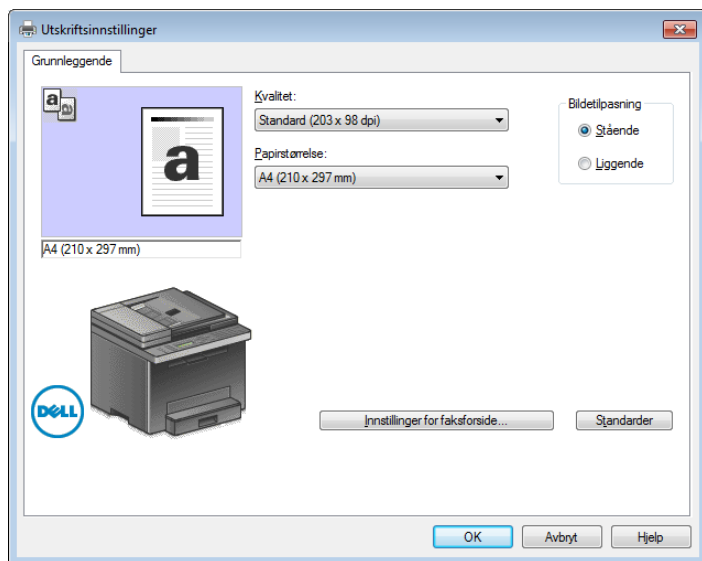 Utskriftsinnstillinger
Grunnleggende
a a
a
A4 (210 x 297 mm)
Kvalitet:
Standard (203 x 98 dpi)
Papirstørrelse:
A4 (210 x 297 mm)
Bildetilpasning
Stående
Liggende
DELL
Innstillinger for faksforside...
Standarder
OK Avbryt Hjelp